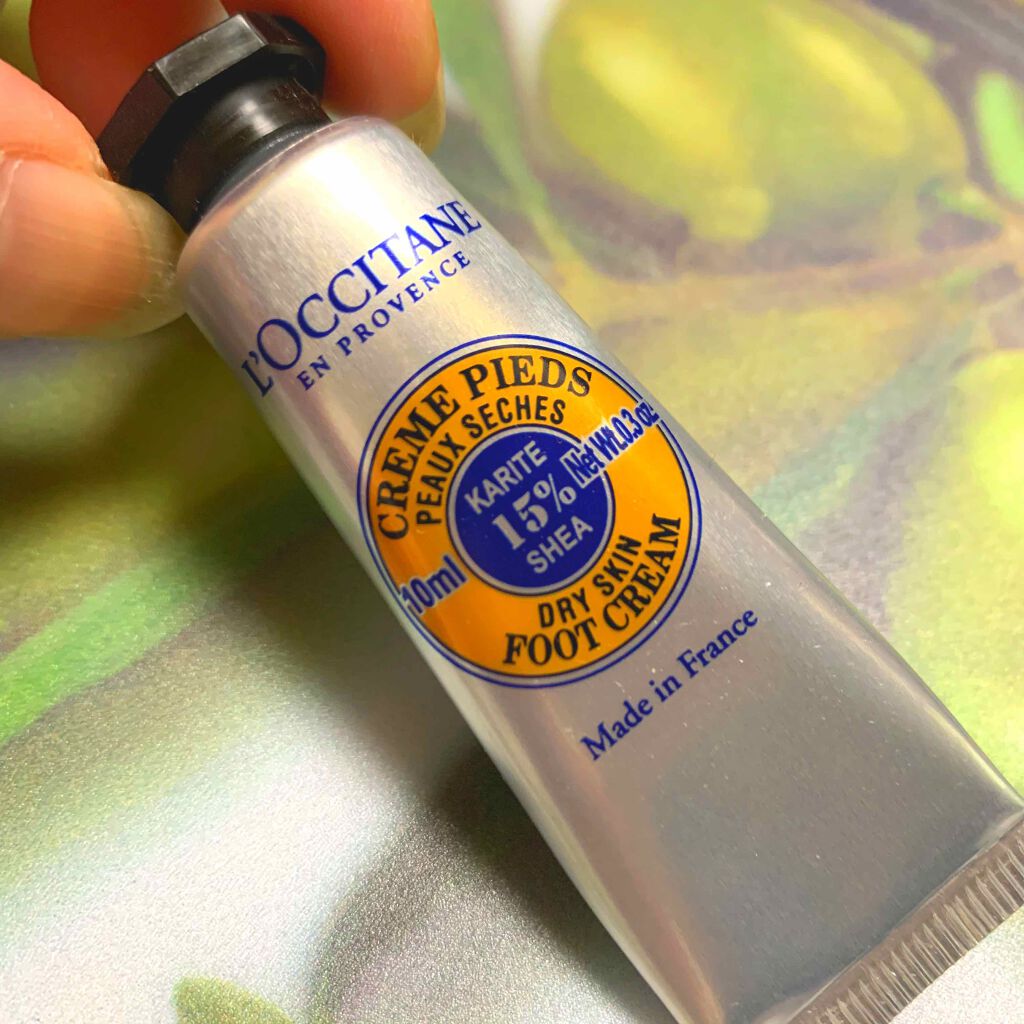 L'OCCITANE
EN PROVENCE
CREME PIEDS
PEAUX SECHES
KARITE
15%
SHEA
Net Wt.0.3 oz.
10ml
DRY SKIN
FOOT CREAM
Made in France